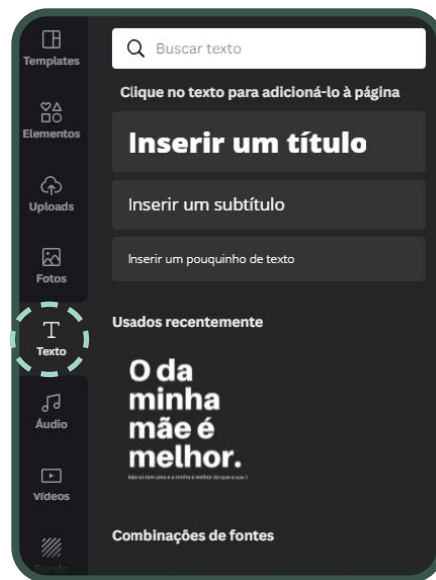 Templates
Elementos
Uploads
Fotos
Texto
Áudio
Vídeos
Buscar texto
Clique no texto para adicioná-lo à página
Inserir um título
Inserir um subtítulo
Inserir um pouquinho de texto
Usados recentemente
O da
minha
mãe é
melhor.
Combinações de fontes